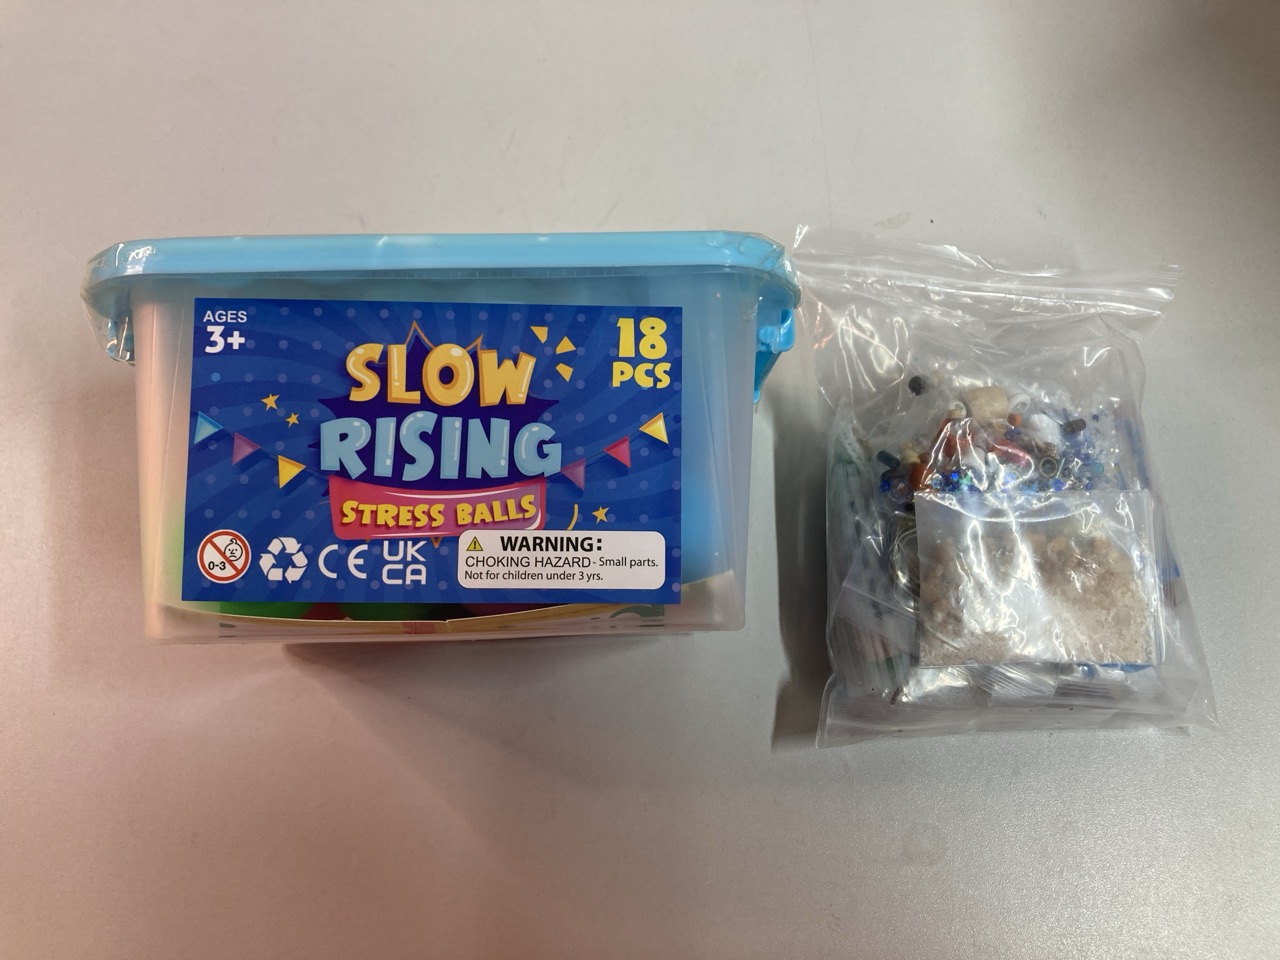 AGES
3+
18
PCS
SLOW
RISING
STRESS BALLS
0-3
CE
UK
CA
WARNING:
CHOKING HAZARD - Small parts.
Not for children under 3 yrs.